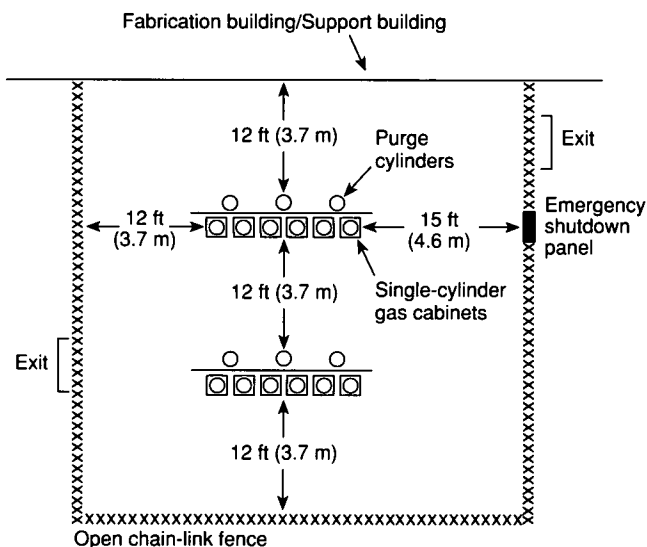 Fabrication building/Support building
12 ft (3.7 m)
Purge
cylinders
Exit
12 ft
(3.7 m)
15 ft
(4.6 m)
Emergency
shutdown
panel
12 ft (3.7 m)
Single-cylinder
gas cabinets
Exit
12 ft (3.7 m)
Open chain-link fence